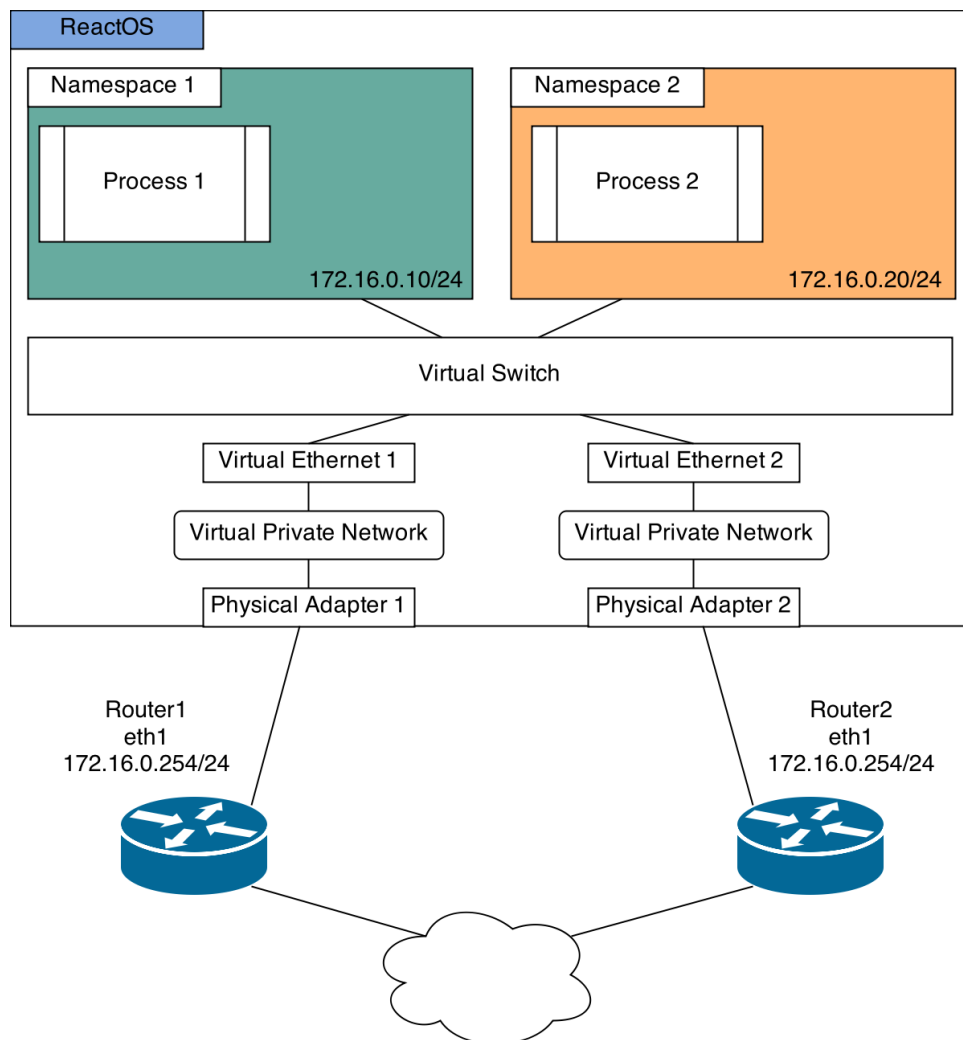 ReactOS
Namespace 1
Namespace 2
Process 1
Process 2
172.16.0.10/24
172.16.0.20/24
Virtual Switch
Virtual Ethernet 1
Virtual Ethernet 2
Virtual Private Network
Virtual Private Network
Physical Adapter 1
Physical Adapter 2
Router1
eth1
172.16.0.254/24
Router2
eth1
172.16.0.254/24